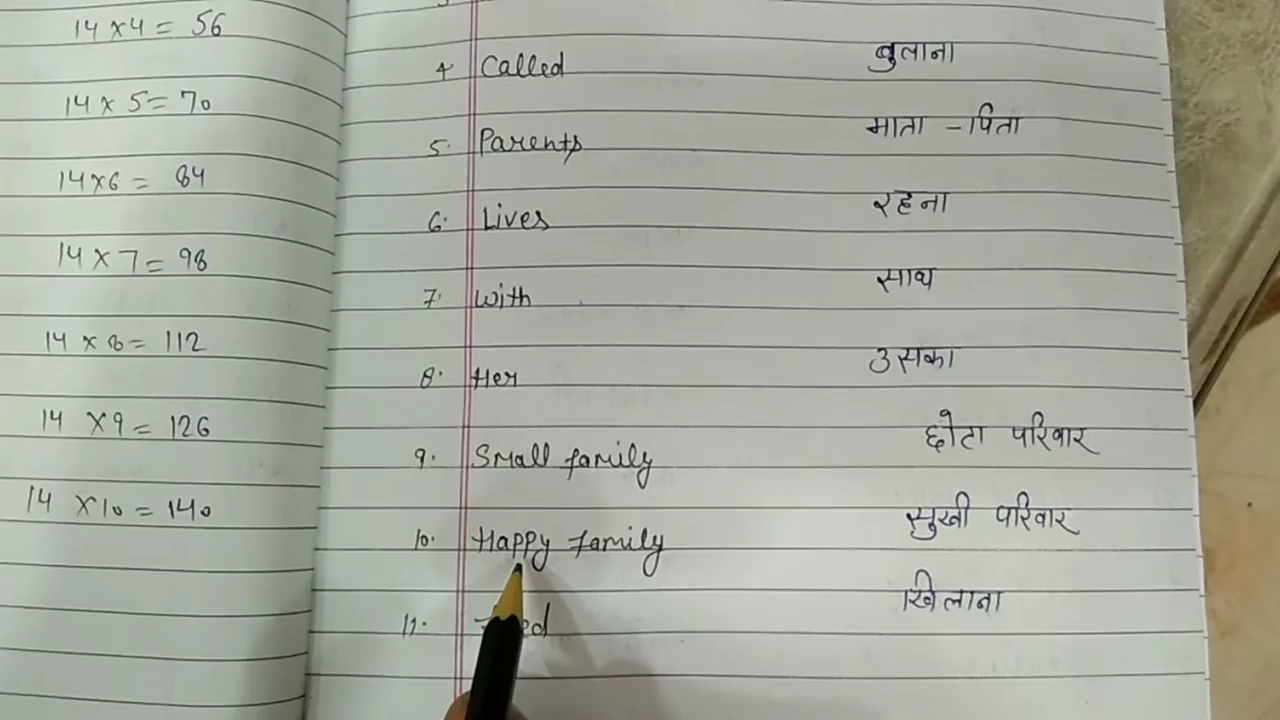 14 x 4 = 56
14 x 5 = 70
14 x 6 = 84
14 x 7 = 98
14 x 8 = 112
14 x 9 = 126
14 x 10 = 140
4 Called बुलाना
5. Parents माता - पिता
6. Lives रहना
7. With साथ
8. Her उसका
9. Small family छोटा परिवार
10. Happy family सुखी परिवार
11. खिलाना